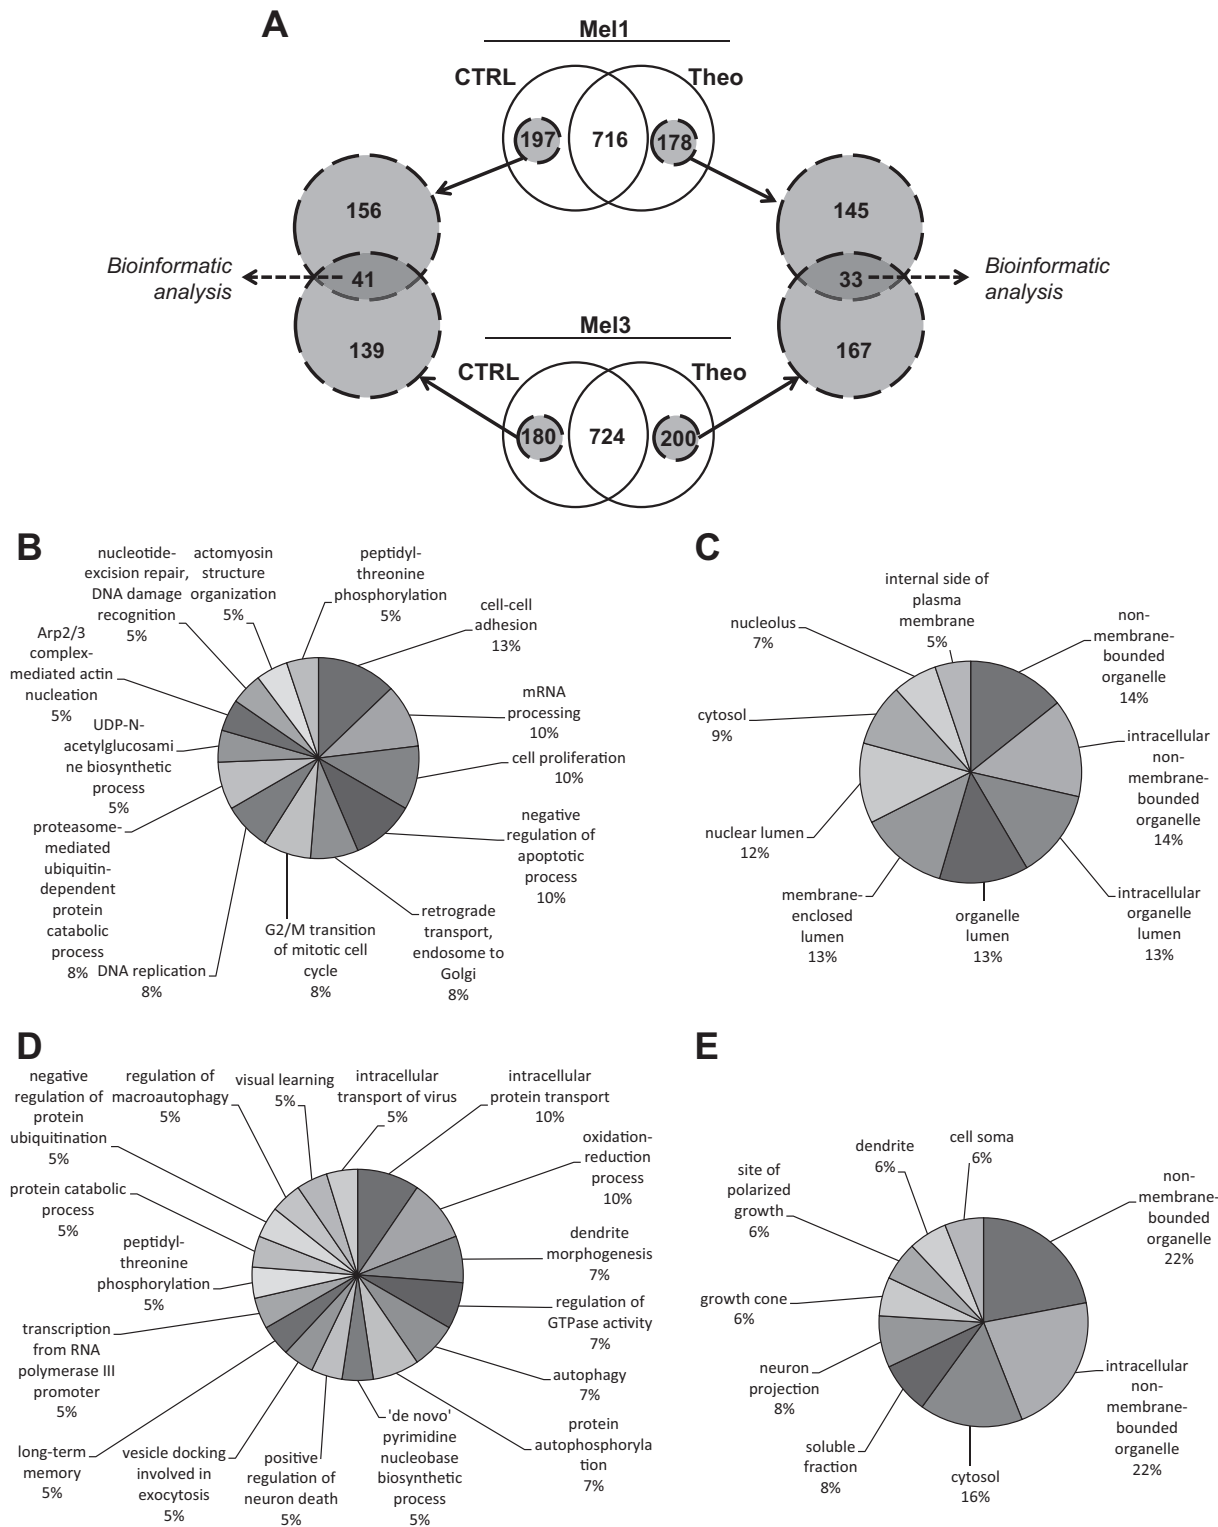 A
Mel1
CTRL
Theo
197
716
178
156
145
Bioinformatic
analysis
41
33
Bioinformatic
analysis
139
167
Mel3
CTRL
Theo
180
724
200
B
nucleotide-
excision repair,
DNA damage
recognition
5%
actomyosin
structure
organization
5%
peptidyl-
threonine
phosphorylation
5%
cell-cell
adhesion
13%
mRNA
processing
10%
cell proliferation
10%
negative
regulation of
apoptotic
process
10%
retrograde
transport,
endosome to
Golgi
8%
G2/M transition
of mitotic cell
cycle
8%
DNA replication
8%
proteasome-
mediated
ubiquitin-
dependent
protein
catabolic
process
8%
UDP-N-
acetylglucosami
ne biosynthetic
process
5%
Arp2/3
complex-
mediated actin
nucleation
5%
C
internal side of
plasma
membrane
5%
non-
membrane-
bounded
organelle
14%
intracellular
non-
membrane-
bounded
organelle
14%
intracellular
organelle
lumen
13%
organelle
lumen
13%
membrane-
enclosed
lumen
13%
nuclear lumen
12%
cytosol
9%
nucleolus
7%
D
negative
regulation of
protein
ubiquitination
5%
regulation of
macroautophagy
5%
visual learning
5%
intracellular
transport of virus
5%
intracellular
protein transport
10%
oxidation-
reduction
process
10%
dendrite
morphogenesis
7%
regulation of
GTPase activity
7%
autophagy
7%
protein
autophosphoryla
tion
7%
'de novo'
pyrimidine
nucleobase
biosynthetic
process
5%
positive
regulation of
neuron death
5%
vesicle docking
involved in
exocytosis
5%
long-term
memory
5%
transcription
from RNA
polymerase III
promoter
5%
peptidyl-
threonine
phosphorylation
5%
protein catabolic
process
5%
E
cell soma
6%
non-
membrane-
bounded
organelle
22%
intracellular
non-
membrane-
bounded
organelle
22%
cytosol
16%
soluble
fraction
8%
neuron
projection
8%
growth cone
6%
site of
polarized
growth
6%
dendrite
6%